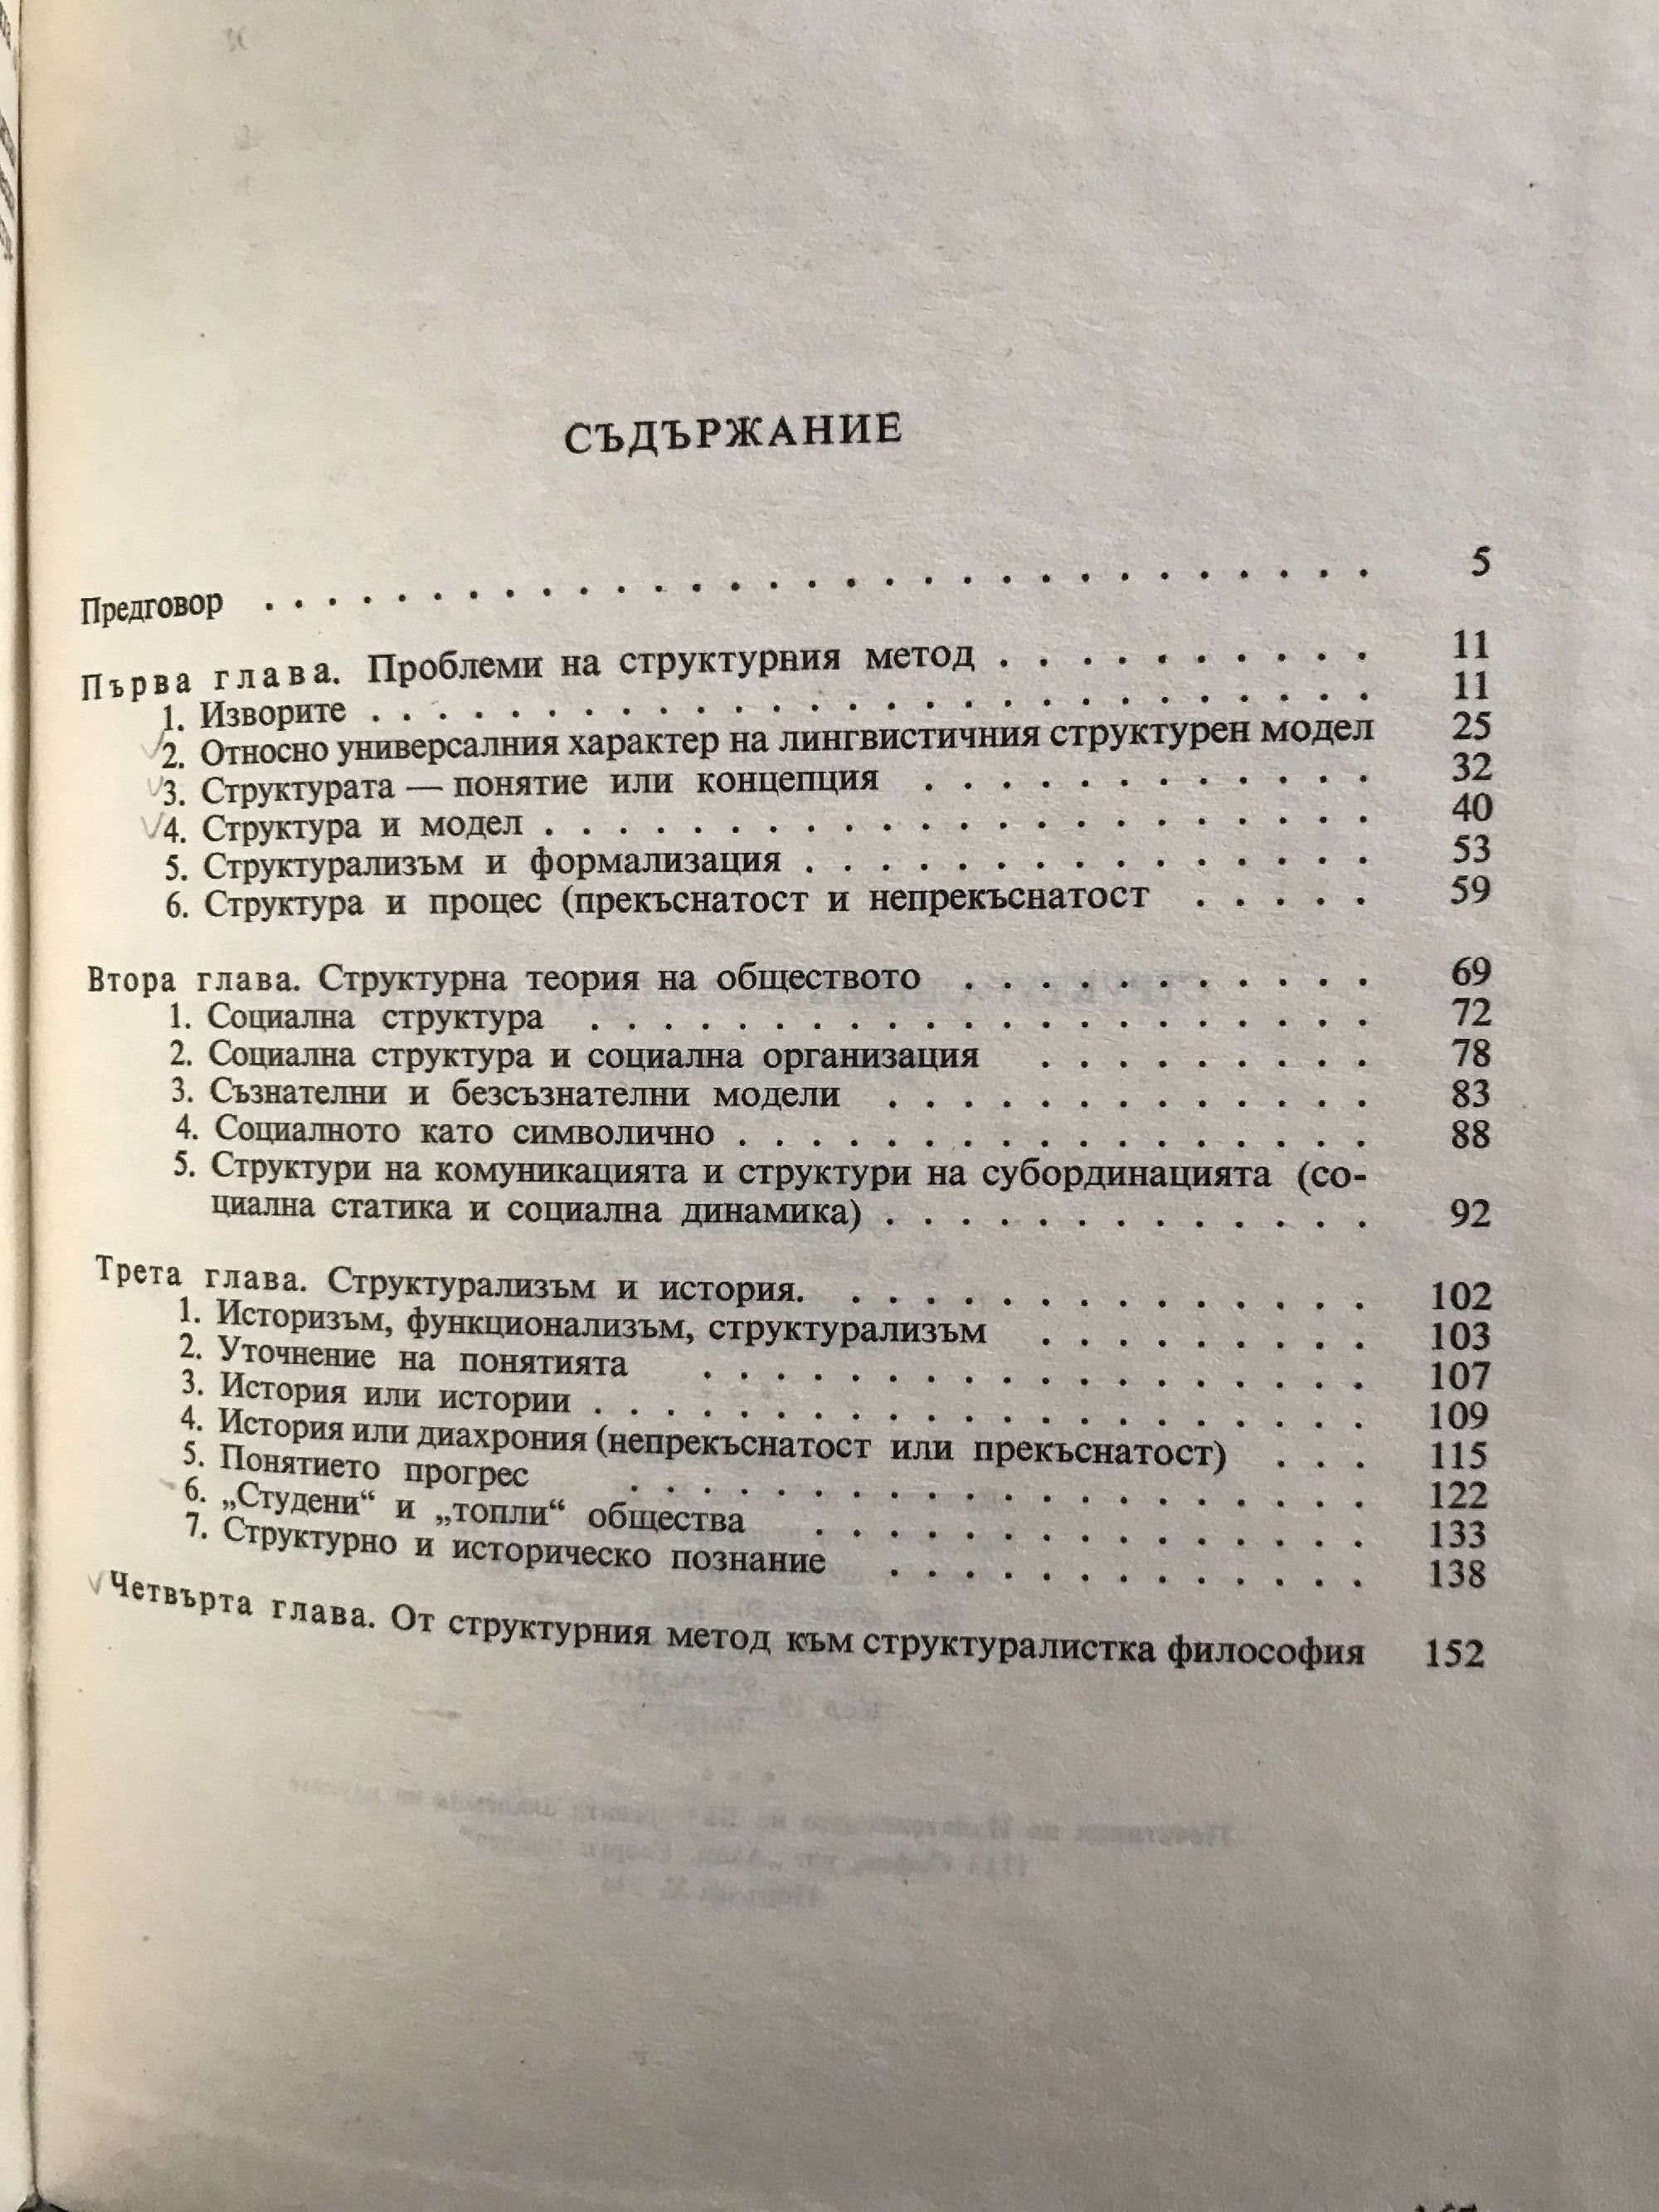 СЪДЪРЖАНИЕ
Предговор . . . . . . . . . . . . . . . . . . . . . . . . . . . . . . 5
Първа глава. Проблеми на структурния метод . . . . . . . . . . 11
1. Изворите . . . . . . . . . . . . . . . . . . . . . . . . . . 11
2. Относно универсалния характер на лингвистичния структурен модел 25
3. Структурата — понятие или концепция . . . . . . . . . . . . 32
4. Структура и модел . . . . . . . . . . . . . . . . . . . . . . 40
5. Структурализъм и формализация . . . . . . . . . . . . . . . 53
6. Структура и процес (прекъснатост и непрекъснатост . . . . . 59
Втора глава. Структурна теория на обществото . . . . . . . . . . . 69
1. Социална структура . . . . . . . . . . . . . . . . . . . . . 72
2. Социална структура и социална организация . . . . . . . . . 78
3. Съзнателни и безсъзнателни модели . . . . . . . . . . . . . 83
4. Социалното като символично . . . . . . . . . . . . . . . . . 88
5. Структури на комуникацията и структури на субординацията (со-
циална статика и социална динамика) . . . . . . . . . . . . . 92
Трета глава. Структурализъм и история. . . . . . . . . . . . . . . 102
1. Историзъм, функционализъм, структурализъм . . . . . . . . . 103
2. Уточнение на понятията . . . . . . . . . . . . . . . . . . 107
3. История или истории . . . . . . . . . . . . . . . . . . . . . 109
4. История или диахрония (непрекъснатост или прекъснатост) . . . 115
5. Понятието прогрес . . . . . . . . . . . . . . . . . . . . 122
6. „Студени“ и „топли“ общества . . . . . . . . . . . . . . . 133
7. Структурно и историческо познание . . . . . . . . . . . . . 138
Четвърта глава. От структурния метод към структуралистка философия 152